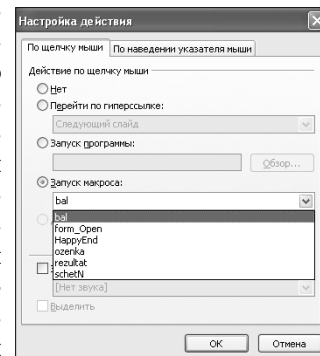 Настройка действия
По щелчку мыши По наведении указателя мыши
Действие по щелчку мыши
Нет
Перейти по гиперссылке:
Следующий слайд
Запуск программы:
Обзор...
Запуск макроса:
bal
bal
form_Open
HappyEnd
ozenka
rezultat
schetN
[Нет звука]
Выделить
OK Отмена